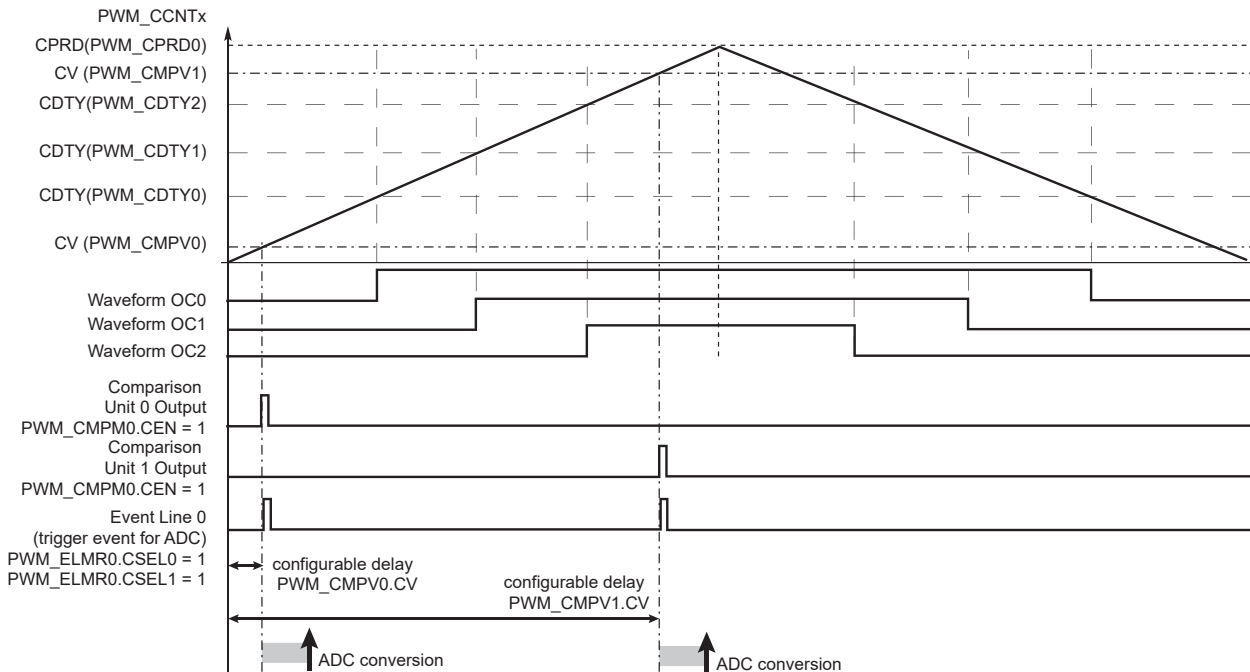 PWM_CCNTx
CPRD(PWM_CPRD0)
CV (PWM_CMPV1)
CDTY(PWM_CDTY2)
CDTY(PWM_CDTY1)
CDTY(PWM_CDTY0)
CV (PWM_CMPV0)
Waveform OC0
Waveform OC1
Waveform OC2
Comparison
Unit 0 Output
PWM_CMPM0.CEN = 1
Comparison
Unit 1 Output
PWM_CMPM0.CEN = 1
Event Line 0
(trigger event for ADC)
PWM_ELMR0.CSEL0 = 1
PWM_ELMR0.CSEL1 = 1
configurable delay
PWM_CMPV0.CV
configurable delay
PWM_CMPV1.CV
ADC conversion
ADC conversion